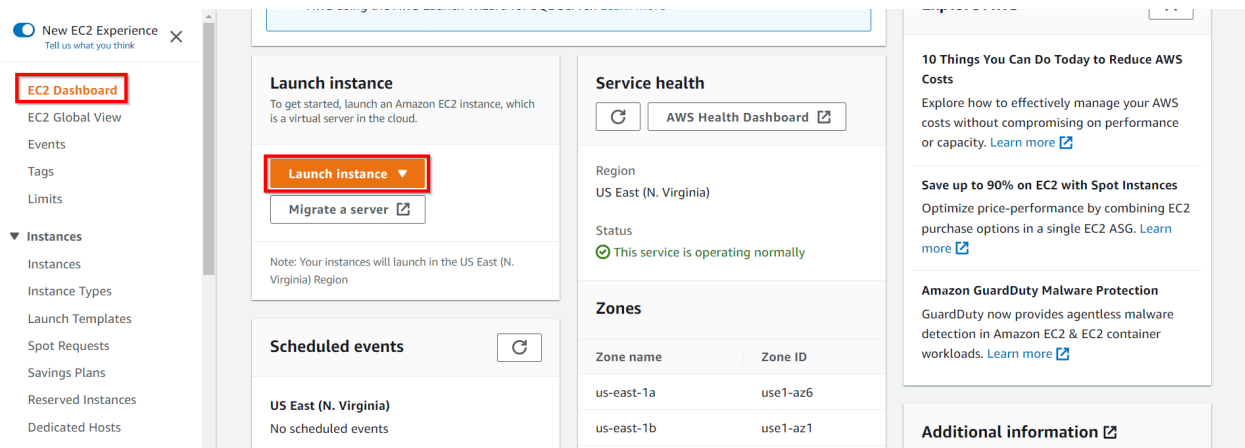 New EC2 Experience
Tell us what you think
EC2 Dashboard
EC2 Global View
Events
Tags
Limits
Instances
Instances
Instance Types
Launch Templates
Spot Requests
Savings Plans
Reserved Instances
Dedicated Hosts
Launch instance
To get started, launch an Amazon EC2 instance, which
is a virtual server in the cloud.
Launch instance
Migrate a server
Note: Your instances will launch in the US East (N.
Virginia) Region
Scheduled events
US East (N. Virginia)
No scheduled events
Service health
AWS Health Dashboard
Region
US East (N. Virginia)
Status
This service is operating normally
Zones
Zone name Zone ID
us-east-1a use1-az6
us-east-1b use1-az1
10 Things You Can Do Today to Reduce AWS
Costs
Explore how to effectively manage your AWS
costs without compromising on performance
or capacity. Learn more
Save up to 90% on EC2 with Spot Instances
Optimize price-performance by combining EC2
purchase options in a single EC2 ASG. Learn
more
Amazon GuardDuty Malware Protection
GuardDuty now provides agentless malware
detection in Amazon EC2 & EC2 container
workloads. Learn more
Additional information